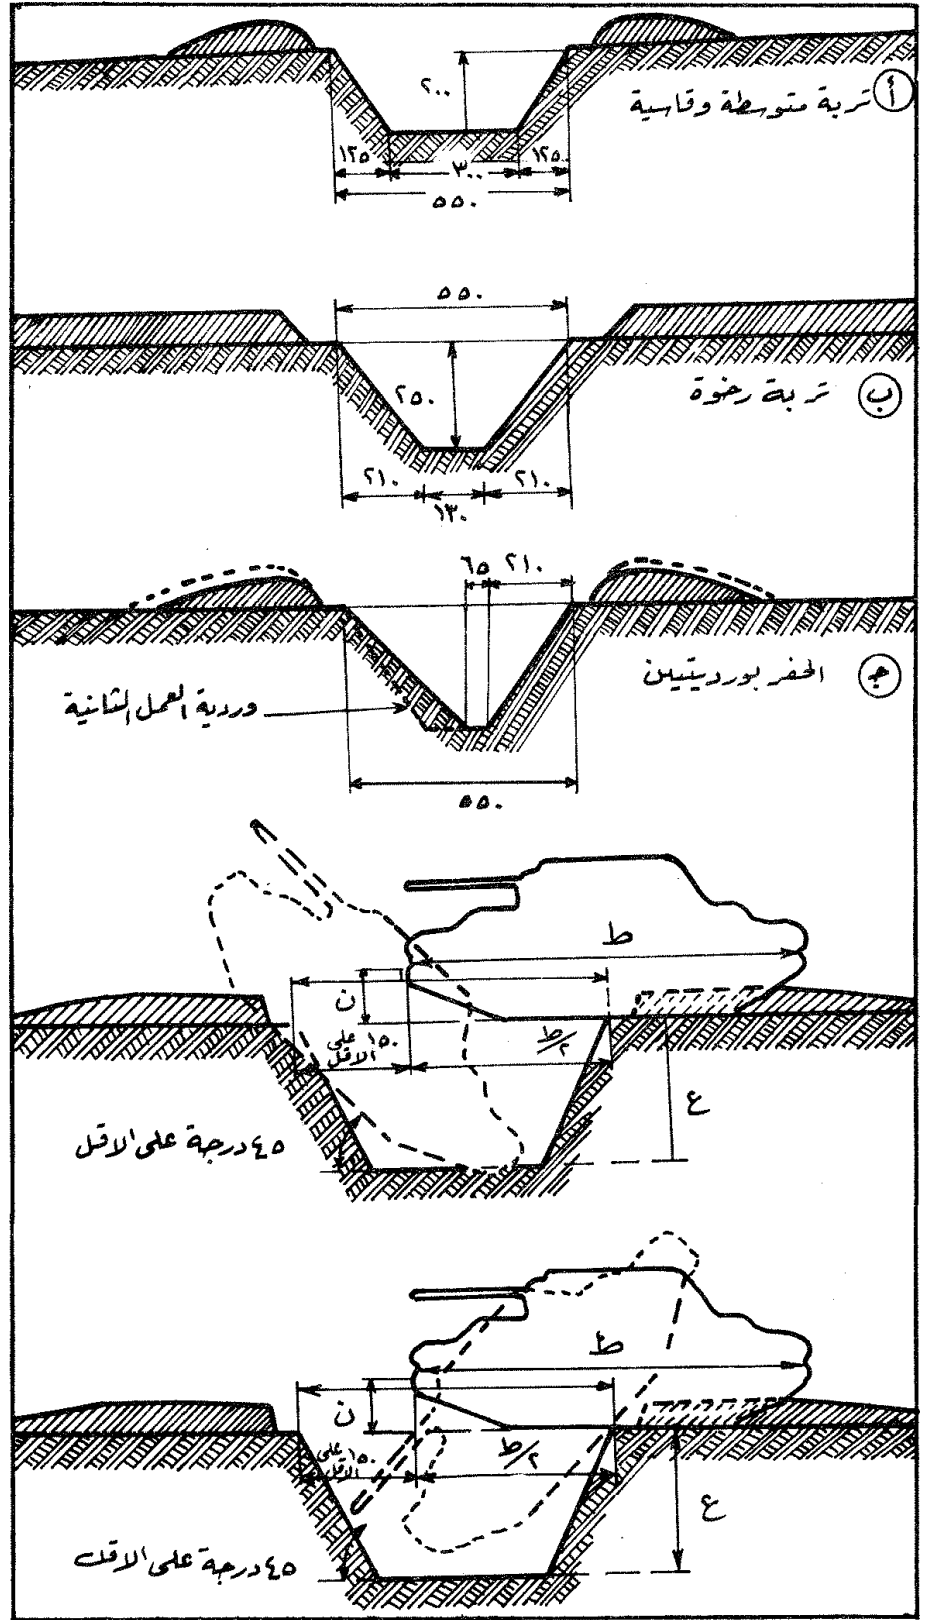 أ تربة متوسطة وقاسية
٢٠٠
١٢٥ ٣٠٠ ١٢٥
٥٥٠
٥٥٠
ب تربة رخوة
٢٥٠
٢١٠ ١٣٠ ٢١٠
٢١٠ ٦٥
ج الحفر بورديتين
وردية العمل الثانية
٥٥٠
ط
ن
ط/٢
١٥٠ على
الاقل
ع
٤٥ درجة على الاقل
ط
ن
ط/٢
١٥٠ على
الاقل
ع
٤٥ درجة على الاقل